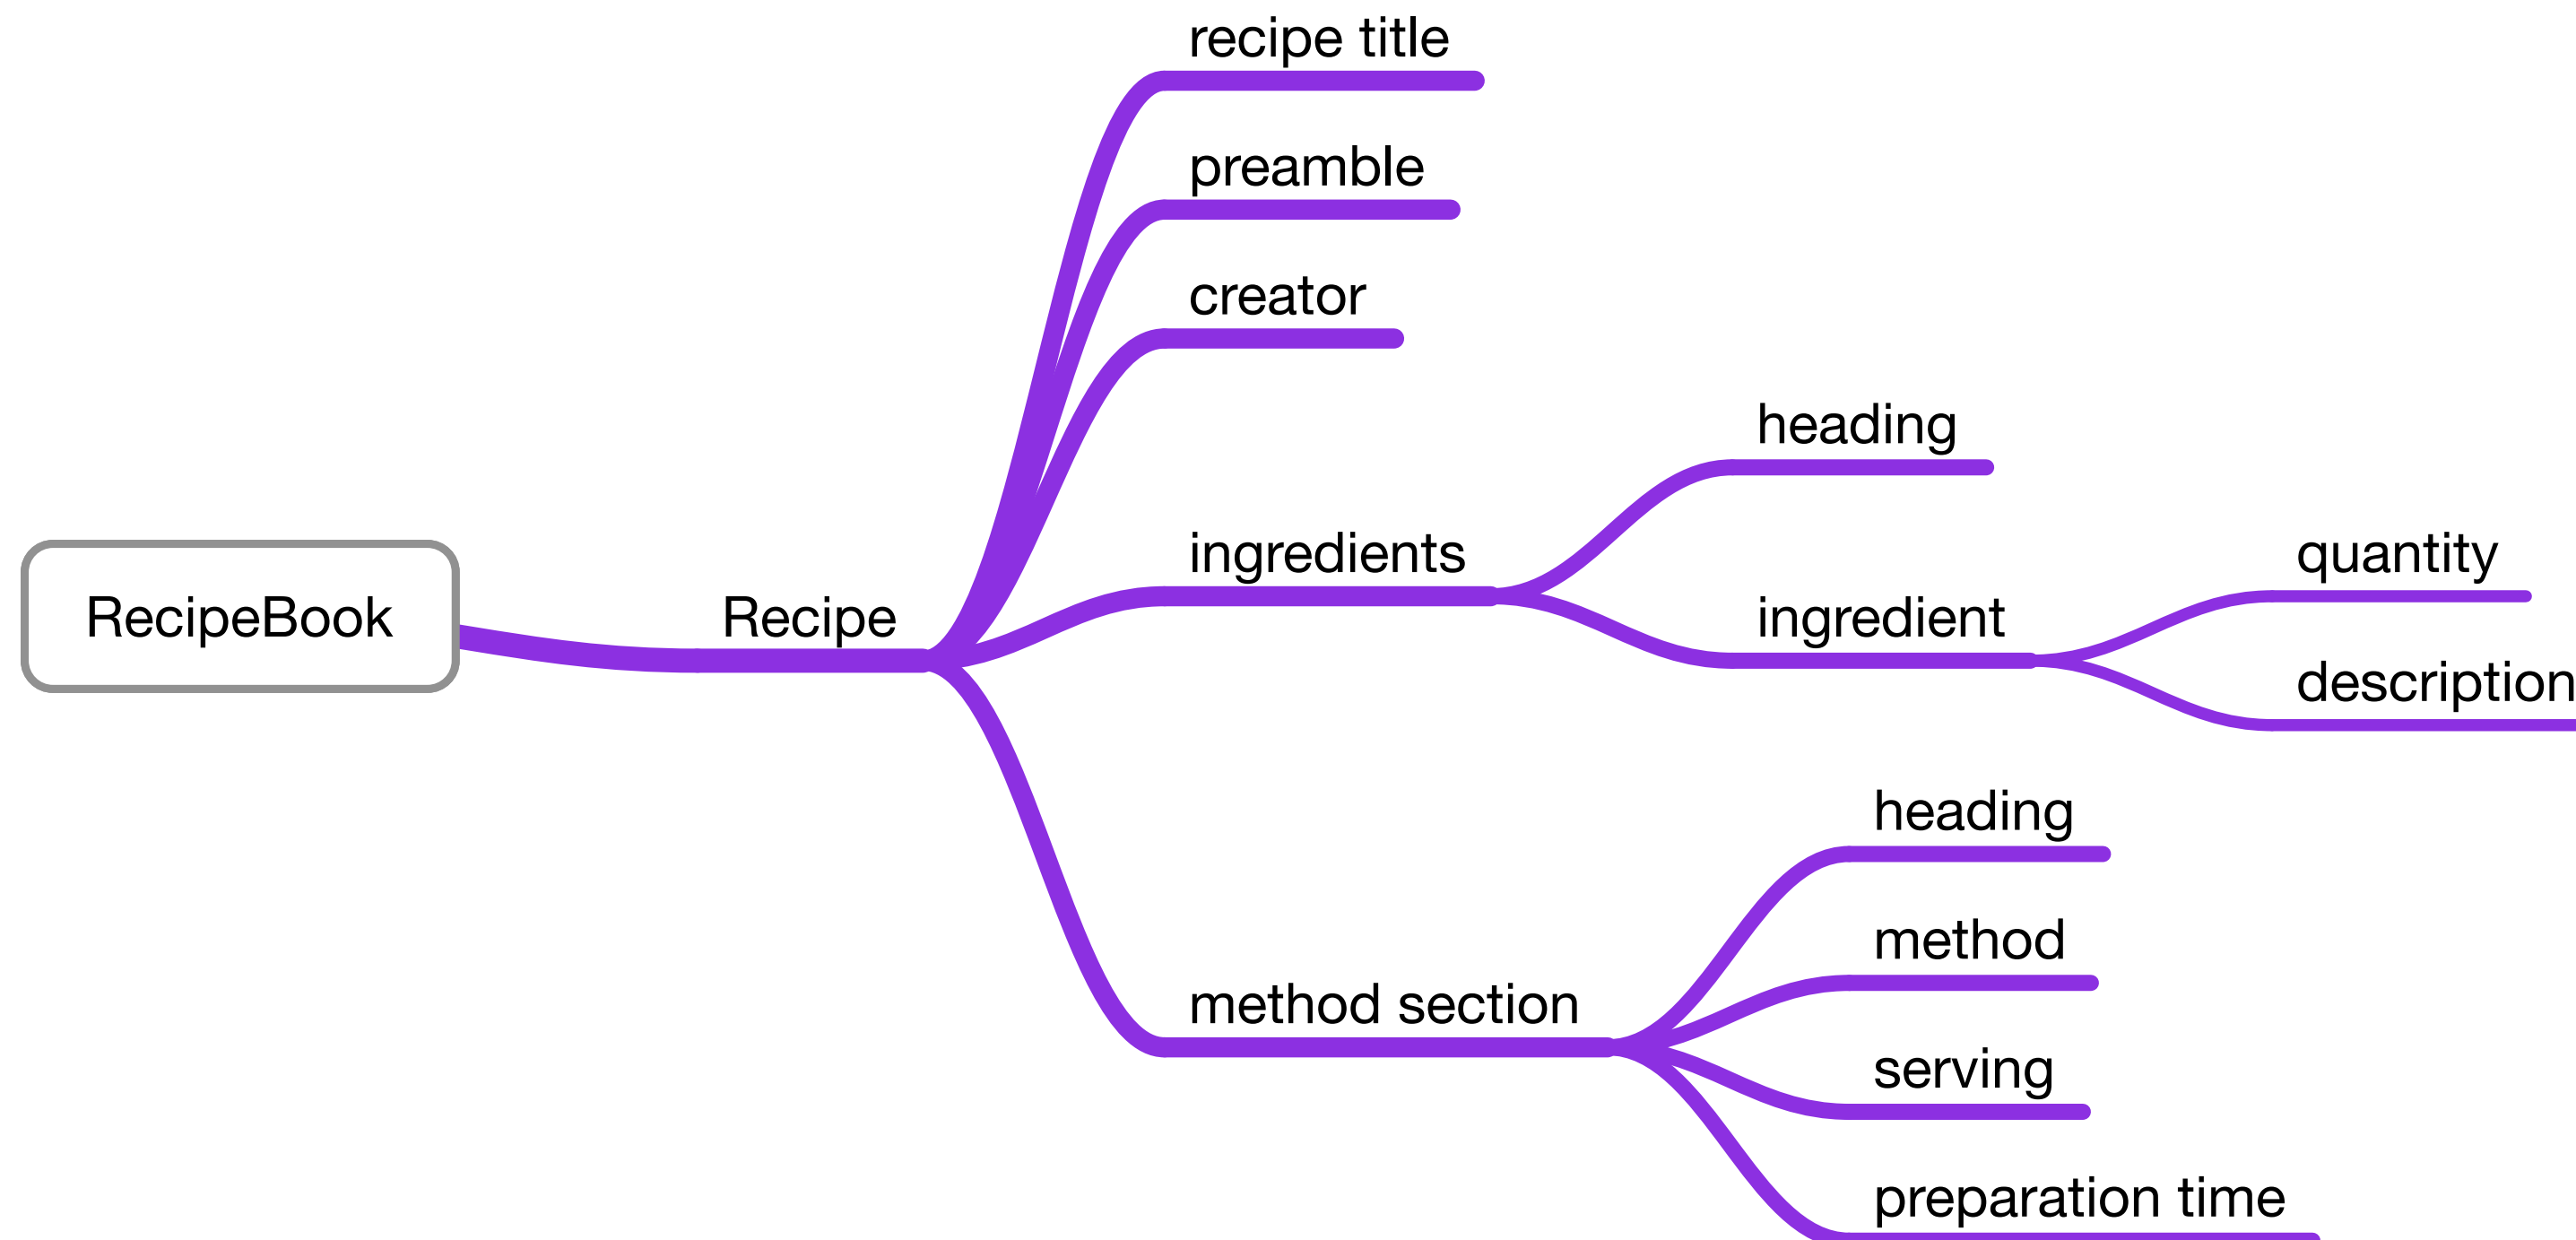 recipe title
preamble
creator
heading
ingredients
quantity
RecipeBook
Recipe
ingredient
description
heading
method
method section
serving
preparation time